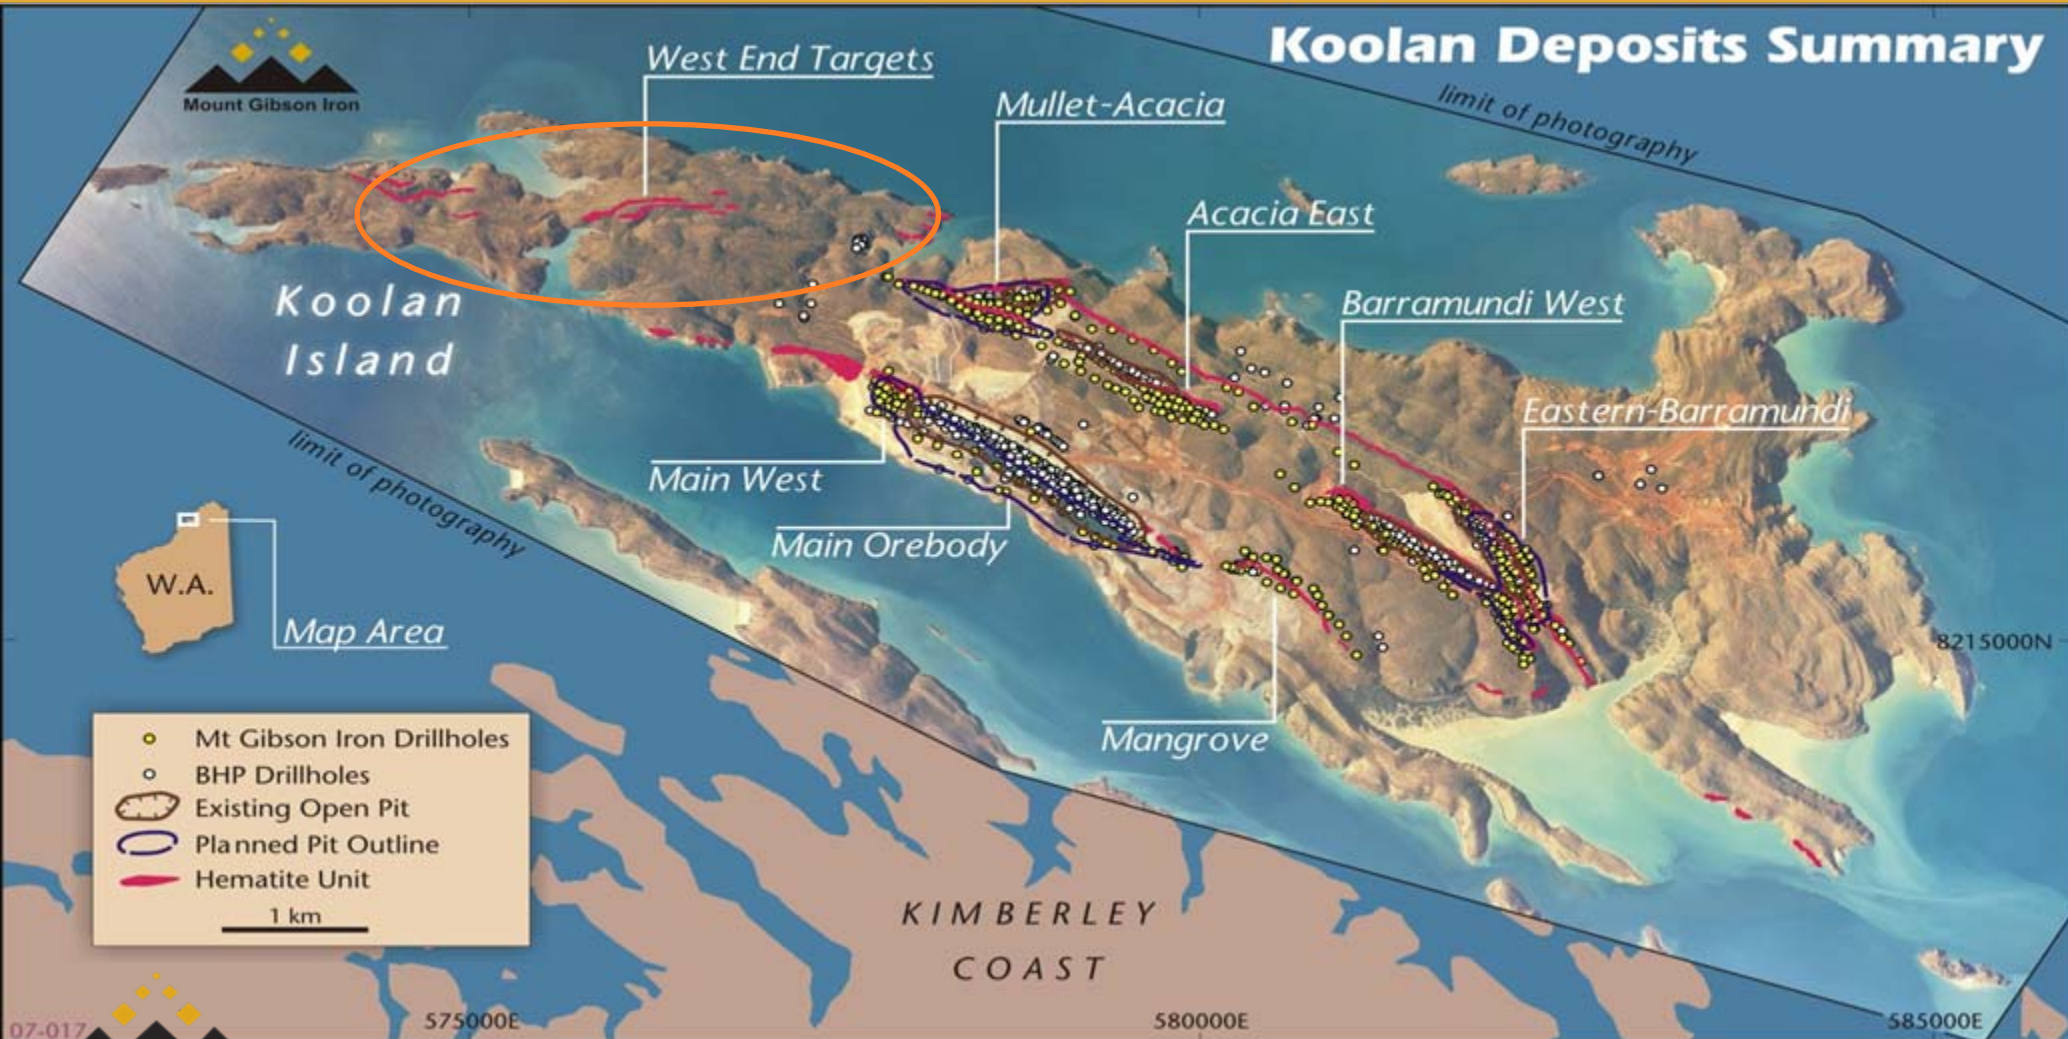 Koolan Deposits Summary
Mount Gibson Iron
West End Targets
limit of photography
Mullet-Acacia
Acacia East
Koolan
Island
Barramundi West
Eastern-Barramundi
limit of photography
Main West
Main Orebody
W.A.
Map Area
8215000N
Mangrove
Mt Gibson Iron Drillholes
BHP Drillholes
Existing Open Pit
Planned Pit Outline
Hematite Unit
1 km
KIMBERLEY
COAST
07-017
575000E
580000E
585000E